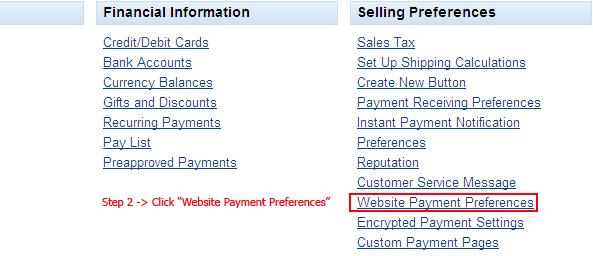 Financial Information
Credit/Debit Cards
Bank Accounts
Currency Balances
Gifts and Discounts
Recurring Payments
Pay List
Preapproved Payments
Step 2 -> Click “Website Payment Preferences”
Selling Preferences
Sales Tax
Set Up Shipping Calculations
Create New Button
Payment Receiving Preferences
Instant Payment Notification
Preferences
Reputation
Customer Service Message
Website Payment Preferences
Encrypted Payment Settings
Custom Payment Pages